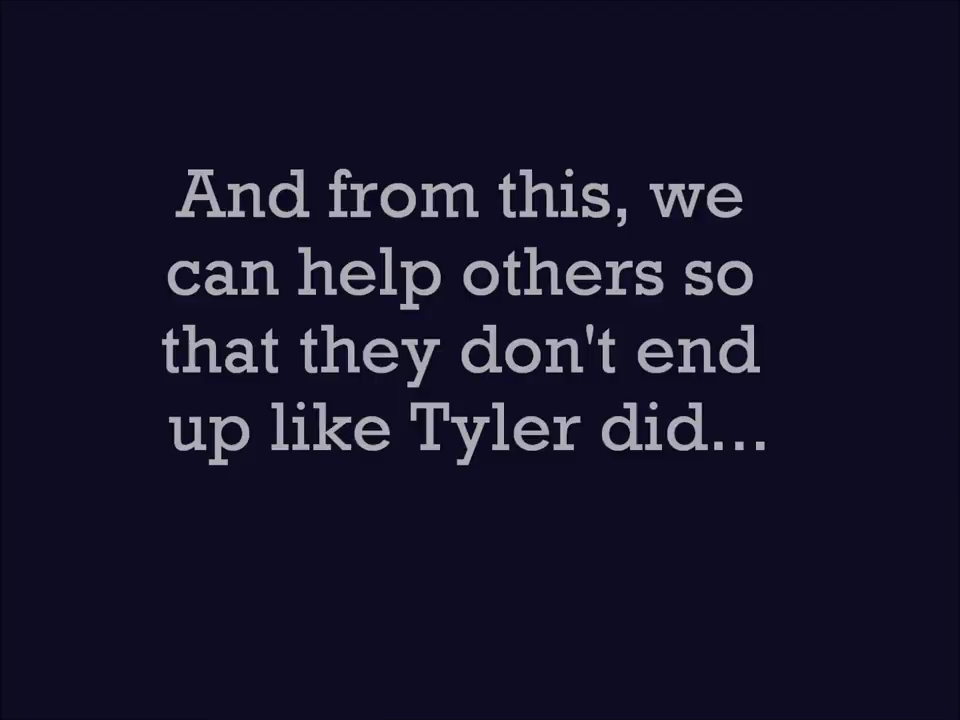 And from this, we
can help others so
that they don't end
up like Tyler did...